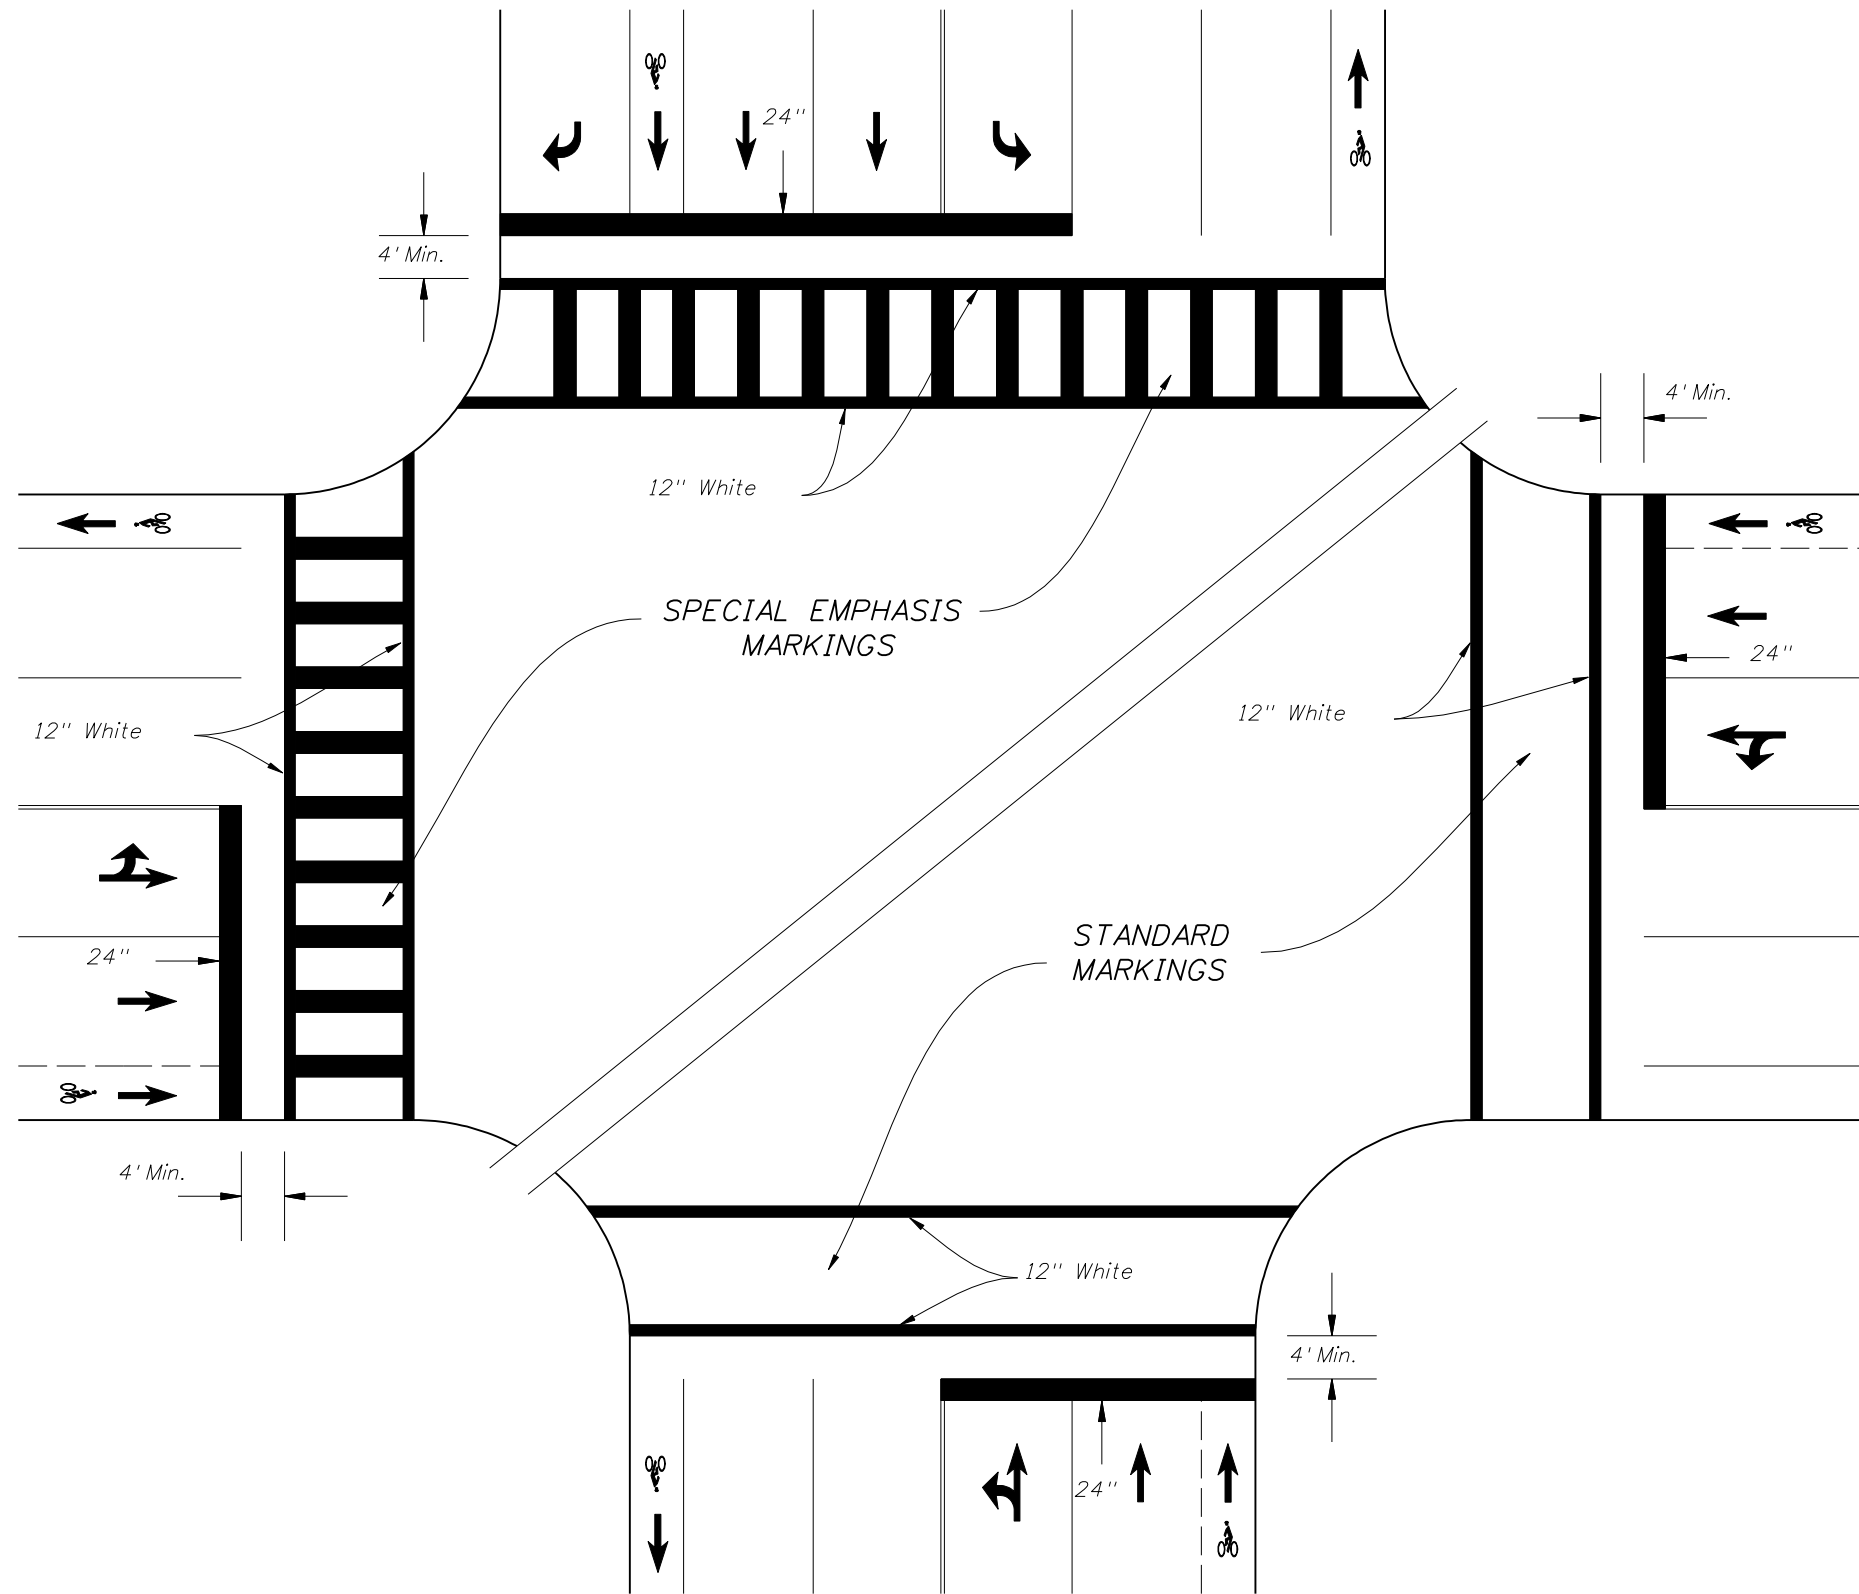 24"
4' Min.
4' Min.
12" White
SPECIAL EMPHASIS
MARKINGS
24"
12" White
12" White
STANDARD
MARKINGS
24"
4' Min.
12" White
4' Min.
24"